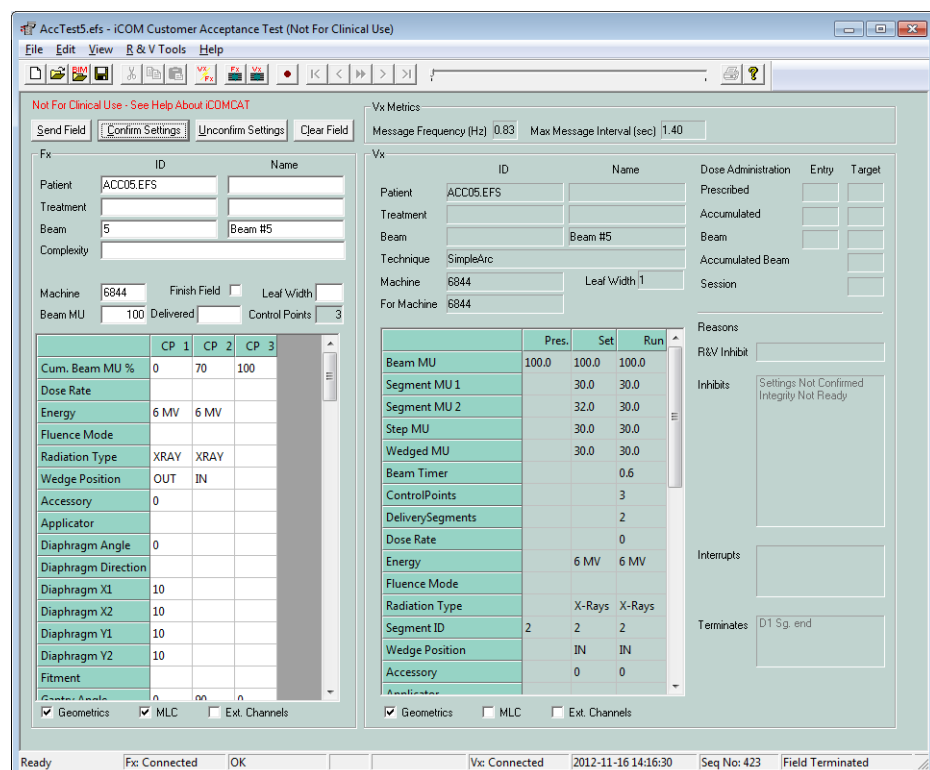 AccTest5.efs - iCOM Customer Acceptance Test (Not For Clinical Use)
File Edit View R & V Tools Help
Not For Clinical Use - See Help About iCOMCAT
Send Field Confirm Settings Unconfirm Settings Clear Field
Fx
ID Name
Patient ACC05.EFS
Treatment
Beam 5 Beam #5
Complexity
Machine 6844 Finish Field Leaf Width
Beam MU 100 Delivered Control Points 3
CP 1 CP 2 CP 3
Cum. Beam MU % 0 70 100
Dose Rate
Energy 6 MV 6 MV
Fluence Mode
Radiation Type XRAY XRAY
Wedge Position OUT IN
Accessory 0
Applicator
Diaphragm Angle 0
Diaphragm Direction
Diaphragm X1 10
Diaphragm X2 10
Diaphragm Y1 10
Diaphragm Y2 10
Fitment
Gantry Angle 0 90 0
Geometrics MLC Ext. Channels
Vx Metrics
Message Frequency (Hz) 0.83 Max Message Interval (sec) 1.40
Vx
ID Name
Patient ACC05.EFS
Treatment
Beam Beam #5
Technique SimpleArc
Machine 6844 Leaf Width 1
For Machine 6844
Pres. Set Run
Beam MU 100.0 100.0 100.0
Segment MU 1 30.0 30.0
Segment MU 2 32.0 30.0
Step MU 30.0 30.0
Wedged MU 30.0 30.0
Beam Timer 0.6
ControlPoints 3
DeliverySegments 2
Dose Rate 0
Energy 6 MV 6 MV
Fluence Mode
Radiation Type X-Rays X-Rays
Segment ID 2 2 2
Wedge Position IN IN
Accessory 0 0
Applicator
Geometrics MLC Ext. Channels
Dose Administration Entry Target
Prescribed
Accumulated
Beam
Accumulated Beam
Session
Reasons
R&V Inhibit
Inhibits Settings Not Confirmed
Integrity Not Ready
Interrupts
Terminates D1 Sg. end
Ready Fx: Connected OK Vx: Connected 2012-11-16 14:16:30 Seq No: 423 Field Terminated